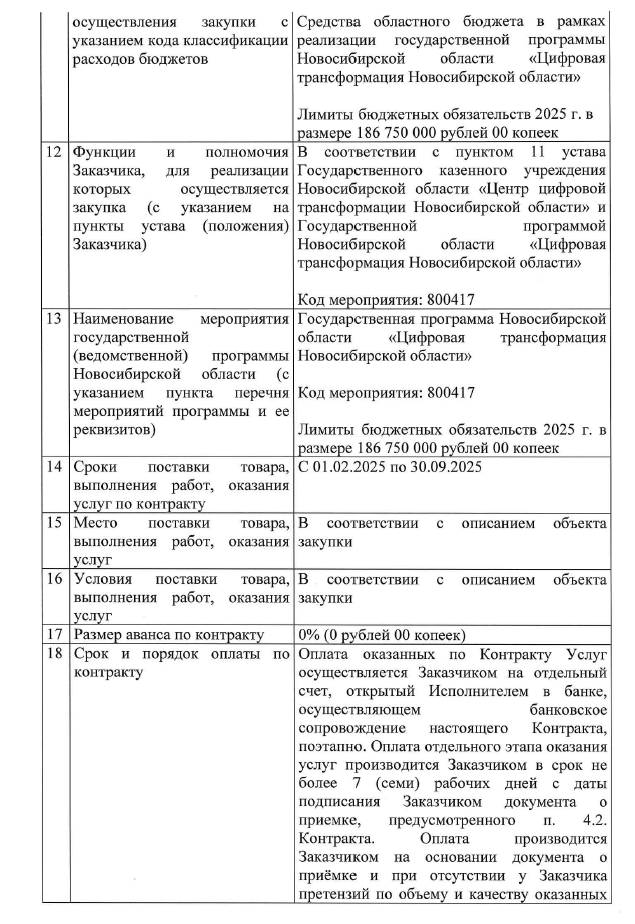 осуществления закупки с
указанием кода классификации
расходов бюджетов
Средства областного бюджета в рамках
реализации государственной программы
Новосибирской области «Цифровая
трансформация Новосибирской области»
Лимиты бюджетных обязательств 2025 г. в
размере 186 750 000 рублей 00 копеек
12
Функции и полномочия
Заказчика, для реализации
которых осуществляется
закупка (с указанием на
пункты устава (положения)
Заказчика)
В соответствии с пунктом 11 устава
Государственного казенного учреждения
Новосибирской области «Центр цифровой
трансформации Новосибирской области» и
Государственной программой
Новосибирской области «Цифровая
трансформация Новосибирской области»
Код мероприятия: 800417
13
Наименование мероприятия
государственной
(ведомственной) программы
Новосибирской области (с
указанием пункта перечня
мероприятий программы и ее
реквизитов)
Государственная программа Новосибирской
области «Цифровая трансформация
Новосибирской области»
Код мероприятия: 800417
Лимиты бюджетных обязательств 2025 г. в
размере 186 750 000 рублей 00 копеек
14
Сроки поставки товара,
выполнения работ, оказания
услуг по контракту
С 01.02.2025 по 30.09.2025
15
Место поставки товара,
выполнения работ, оказания
услуг
В соответствии с описанием объекта
закупки
16
Условия поставки товара,
выполнения работ, оказания
услуг
В соответствии с описанием объекта
закупки
17
Размер аванса по контракту
0% (0 рублей 00 копеек)
18
Срок и порядок оплаты по
контракту
Оплата оказанных по Контракту Услуг
осуществляется Заказчиком на отдельный
счет, открытый Исполнителем в банке,
осуществляющем банковское
сопровождение настоящего Контракта,
поэтапно. Оплата отдельного этапа оказания
услуг производится Заказчиком в срок не
более 7 (семи) рабочих дней с даты
подписания Заказчиком документа о
приемке, предусмотренного п. 4.2.
Контракта. Оплата производится
Заказчиком на основании документа о
приёмке и при отсутствии у Заказчика
претензий по объему и качеству оказанных